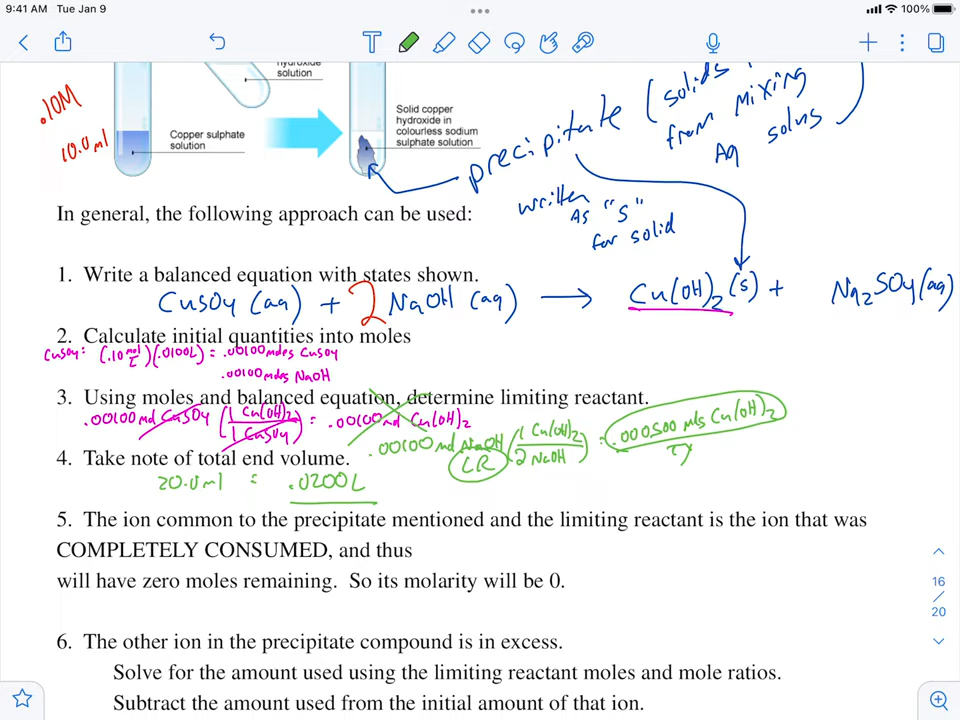 9:41 AM Tue Jan 9
100%
hydroxide
solution
.10M
10.0ml
Copper sulphate
solution
Solid copper
hydroxide in
colourless sodium
sulphate solution
precipitate (solids
from mixing
Aq solns
written
As "s"
for solid
In general, the following approach can be used:
1. Write a balanced equation with states shown.
CuSO4 (aq) + 2 NaOH (aq) → Cu(OH)2 (s) + Na2SO4 (aq)
2. Calculate initial quantities into moles
CuSO4: (.10 mol/L)(.0100L) = .00100 moles CuSO4
.00100 moles NaOH
3. Using moles and balanced equation, determine limiting reactant.
.00100 mol CuSO4 (1 Cu(OH)2 / 1 CuSO4) = .00100 mol Cu(OH)2
.00100 mol NaOH (1 Cu(OH)2 / 2 NaOH) = .000500 mols Cu(OH)2
LR
TY
4. Take note of total end volume.
20.0ml = .0200L
5. The ion common to the precipitate mentioned and the limiting reactant is the ion that was
COMPLETELY CONSUMED, and thus
will have zero moles remaining. So its molarity will be 0.
16
/
20
6. The other ion in the precipitate compound is in excess.
Solve for the amount used using the limiting reactant moles and mole ratios.
Subtract the amount used from the initial amount of that ion.